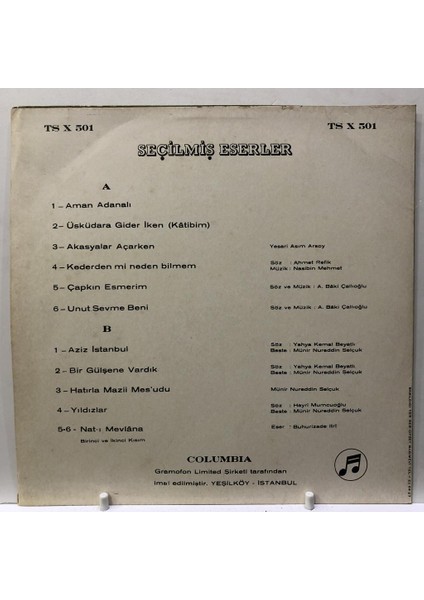 TS X 501
TS X 501
SEÇİLMİŞ ESERLER
A
1 – Aman Adanalı
2 – Üsküdara Gider İken (Kâtibim)
3 – Akasyalar Açarken Yesari Asım Arsoy
4 – Kederden mi neden bilmem Söz : Ahmet Refik
Müzik : Nasibin Mehmet
5 – Çapkın Esmerim Söz ve Müzik : A. Bâki Çallıoğlu
6 – Unut Sevme Beni Söz ve Müzik : A. Bâki Çallıoğlu
B
1 – Aziz İstanbul Söz : Yahya Kemal Beyatlı
Beste : Münir Nureddin Selçuk
2 – Bir Gülşene Vardık Söz : Yahya Kemal Beyatlı
Beste : Münir Nureddin Selçuk
3 – Hatırla Mazii Mes'udu Münir Nureddin Selçuk
4 – Yıldızlar Söz : Hayri Mumcuoğlu
Beste : Münir Nureddin Selçuk
5-6 - Nat-ı Mevlâna Eser : Buhurizade Itrî
Birinci ve İkinci Kısım
COLUMBIA
Gramofon Limited Şirketi tarafından
imal edilmiştir. YEŞİLKÖY - İSTANBUL